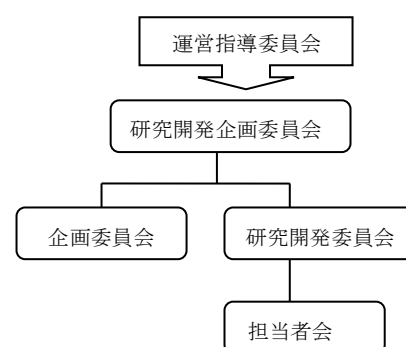 運営指導委員会
研究開発企画委員会
企画委員会
研究開発委員会
担当者会